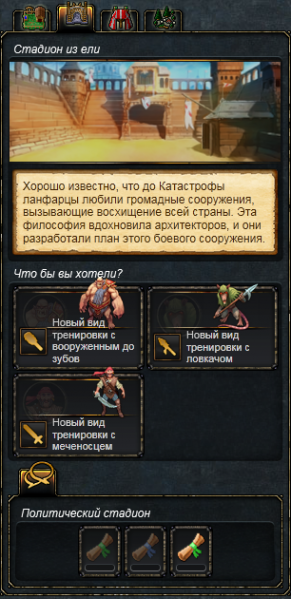 Стадион из ели
Хорошо известно, что до Катастрофы
ланфарцы любили громадные сооружения,
вызывающие восхищение всей страны. Эта
философия вдохновила архитекторов, и они
разработали план этого боевого сооружения.
Что бы вы хотели?
Новый вид
тренировки с
вооруженным до
зубов
Новый вид
тренировки с
ловкачом
Новый вид
тренировки с
меченосцем
Политический стадион